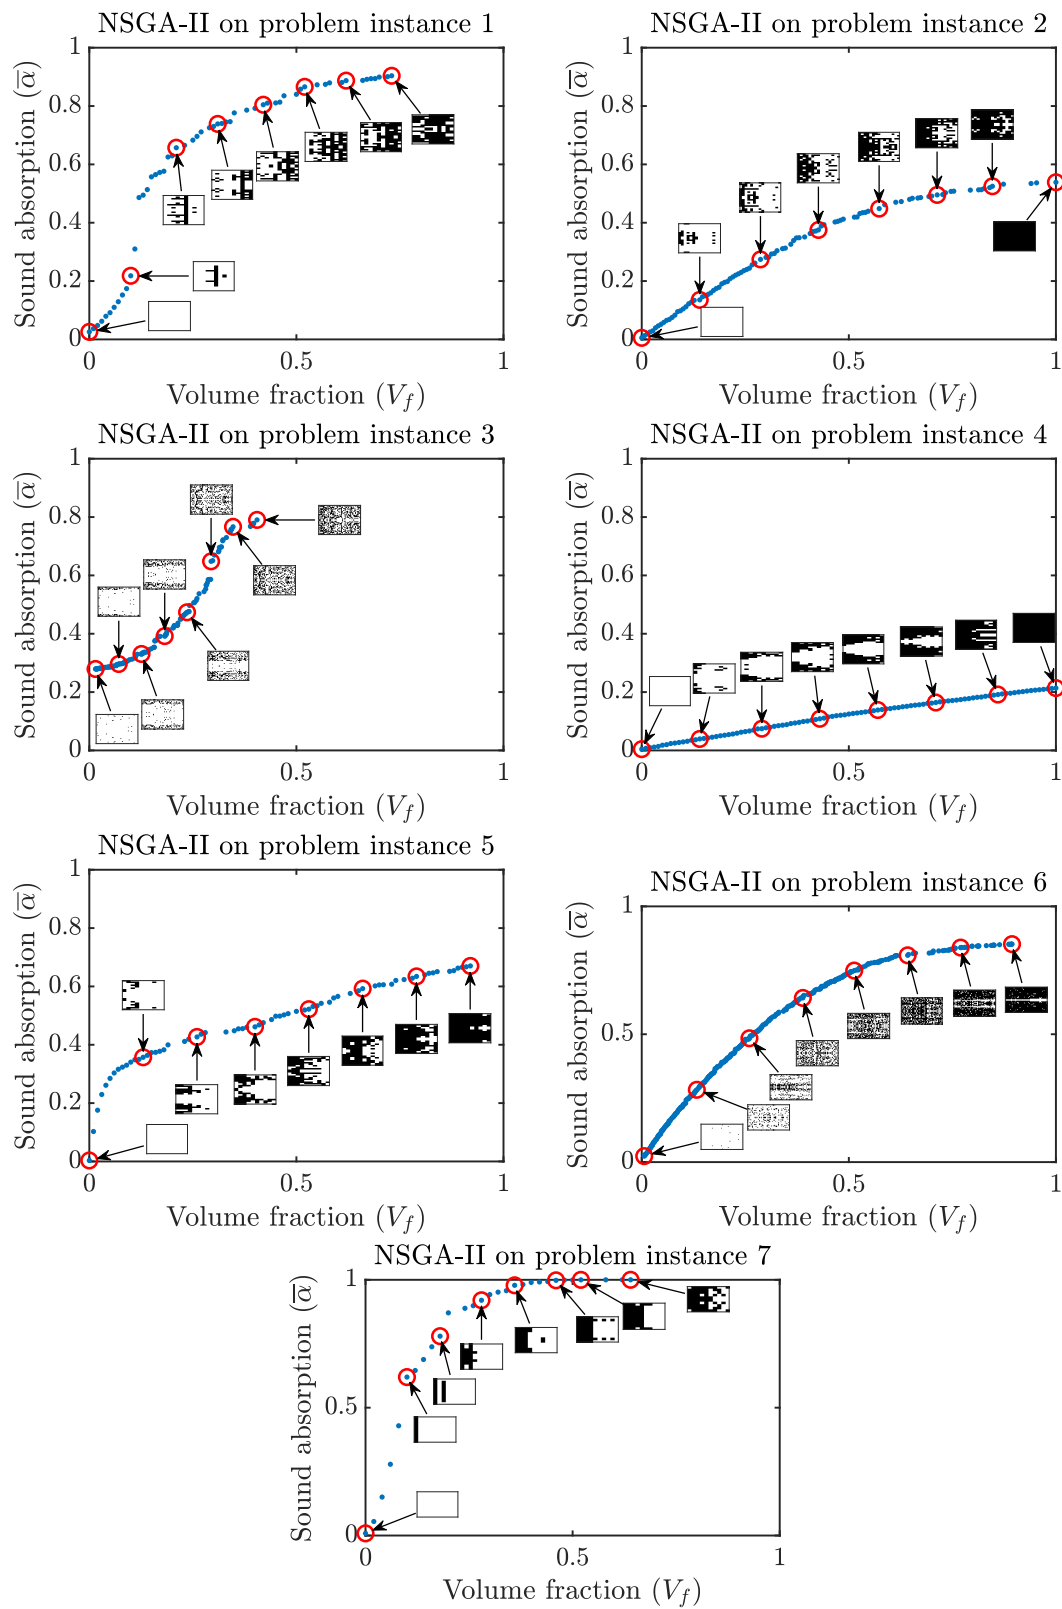 NSGA-II on problem instance 1
1
0.8
0.6
0.4
0.2
0
Sound absorption (α̅)
0
0.5
1
Volume fraction (V_f)
NSGA-II on problem instance 2
1
0.8
0.6
0.4
0.2
0
Sound absorption (α̅)
0
0.5
1
Volume fraction (V_f)
NSGA-II on problem instance 3
1
0.8
0.6
0.4
0.2
0
Sound absorption (α̅)
0
0.5
1
Volume fraction (V_f)
NSGA-II on problem instance 4
1
0.8
0.6
0.4
0.2
0
Sound absorption (α̅)
0
0.5
1
Volume fraction (V_f)
NSGA-II on problem instance 5
1
0.8
0.6
0.4
0.2
0
Sound absorption (α̅)
0
0.5
1
Volume fraction (V_f)
NSGA-II on problem instance 6
1
0.5
0
Sound absorption (α̅)
0
0.5
1
Volume fraction (V_f)
NSGA-II on problem instance 7
1
0.5
0
Sound absorption (α̅)
0
0.5
1
Volume fraction (V_f)